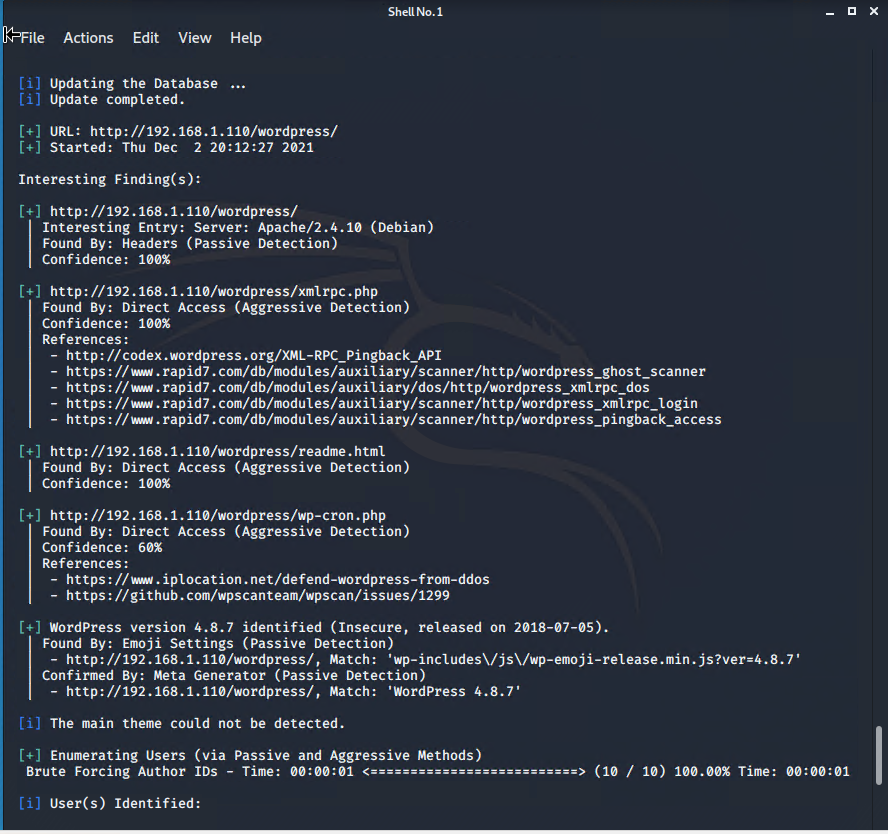 Shell No. 1
File Actions Edit View Help
[i] Updating the Database ...
[i] Update completed.
[+] URL: http://192.168.1.110/wordpress/
[+] Started: Thu Dec  2 20:12:27 2021
Interesting Finding(s):
[+] http://192.168.1.110/wordpress/
| Interesting Entry: Server: Apache/2.4.10 (Debian)
| Found By: Headers (Passive Detection)
| Confidence: 100%
[+] http://192.168.1.110/wordpress/xmlrpc.php
| Found By: Direct Access (Aggressive Detection)
| Confidence: 100%
| References:
|  - http://codex.wordpress.org/XML-RPC_Pingback_API
|  - https://www.rapid7.com/db/modules/auxiliary/scanner/http/wordpress_ghost_scanner
|  - https://www.rapid7.com/db/modules/auxiliary/dos/http/wordpress_xmlrpc_dos
|  - https://www.rapid7.com/db/modules/auxiliary/scanner/http/wordpress_xmlrpc_login
|  - https://www.rapid7.com/db/modules/auxiliary/scanner/http/wordpress_pingback_access
[+] http://192.168.1.110/wordpress/readme.html
| Found By: Direct Access (Aggressive Detection)
| Confidence: 100%
[+] http://192.168.1.110/wordpress/wp-cron.php
| Found By: Direct Access (Aggressive Detection)
| Confidence: 60%
| References:
|  - https://www.iplocation.net/defend-wordpress-from-ddos
|  - https://github.com/wpscanteam/wpscan/issues/1299
[+] WordPress version 4.8.7 identified (Insecure, released on 2018-07-05).
| Found By: Emoji Settings (Passive Detection)
|  - http://192.168.1.110/wordpress/, Match: 'wp-includes\/js\/wp-emoji-release.min.js?ver=4.8.7'
| Confirmed By: Meta Generator (Passive Detection)
|  - http://192.168.1.110/wordpress/, Match: 'WordPress 4.8.7'
[i] The main theme could not be detected.
[+] Enumerating Users (via Passive and Aggressive Methods)
Brute Forcing Author IDs - Time: 00:00:01 <===========================> (10 / 10) 100.00% Time: 00:00:01
[i] User(s) Identified: